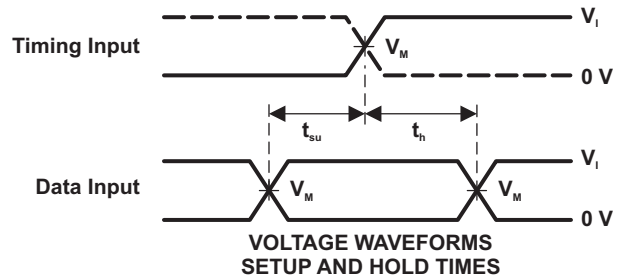 V_I
Timing Input
V_M
0 V
t_su
t_h
V_I
Data Input
V_M
V_M
0 V
VOLTAGE WAVEFORMS
SETUP AND HOLD TIMES